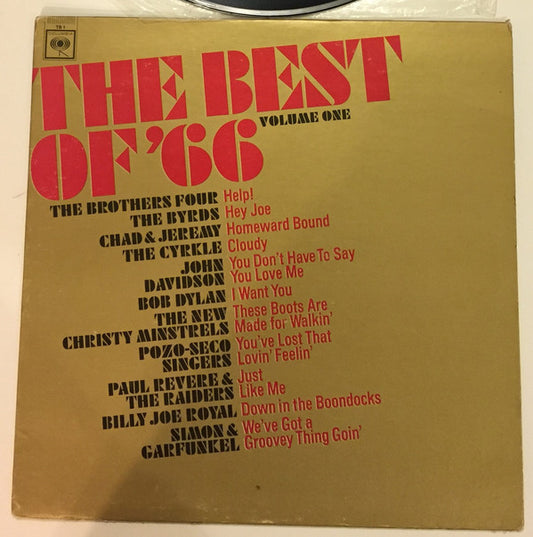 COLUMBIA
TB 1
THE BEST
OF '66
VOLUME ONE
THE BROTHERS FOUR Help!
THE BYRDS Hey Joe
CHAD & JEREMY Homeward Bound
THE CYRKLE Cloudy
JOHN You Don't Have To Say
DAVIDSON You Love Me
BOB DYLAN I Want You
THE NEW These Boots Are
CHRISTY MINSTRELS Made for Walkin'
POZO-SECO You've Lost That
SINGERS Lovin' Feelin'
PAUL REVERE & Just
THE RAIDERS Like Me
BILLY JOE ROYAL Down in the Boondocks
SIMON & We've Got a
GARFUNKEL Groovey Thing Goin'